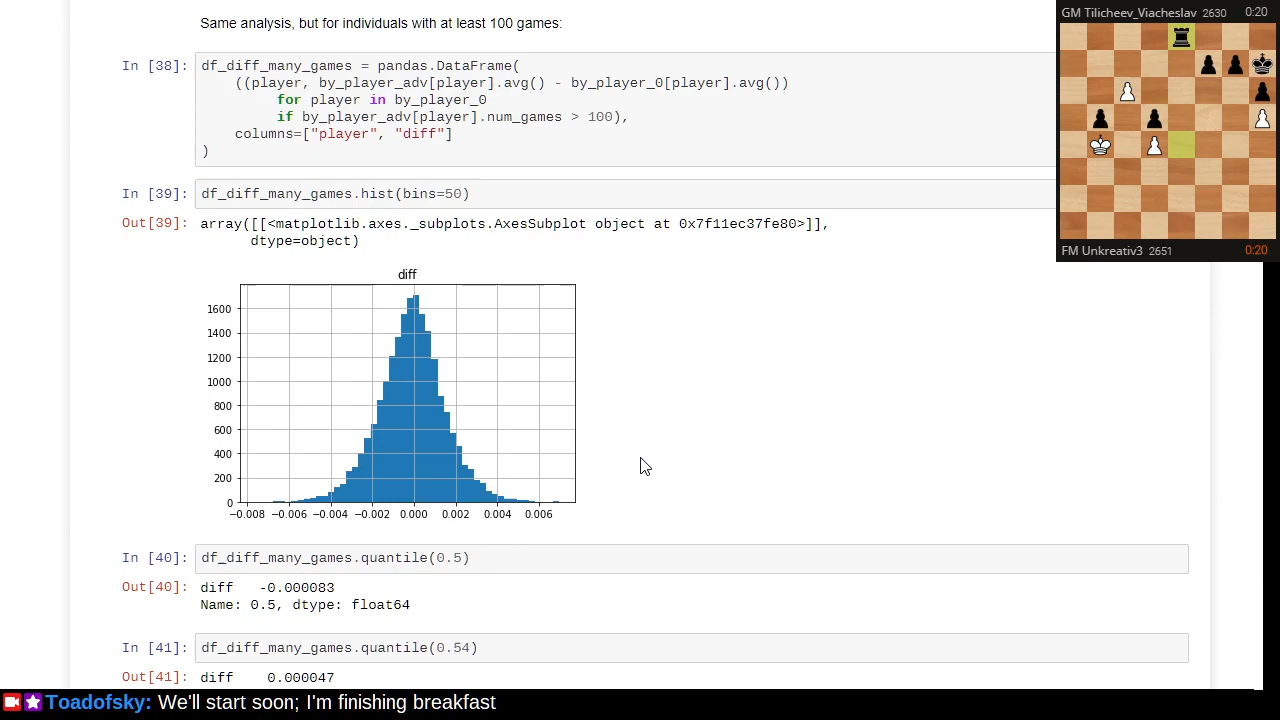 Same analysis, but for individuals with at least 100 games:
In [38]: df_diff_many_games = pandas.DataFrame(
    ((player, by_player_adv[player].avg() - by_player_0[player].avg())
         for player in by_player_0
         if by_player_adv[player].num_games > 100),
    columns=["player", "diff"]
)
In [39]: df_diff_many_games.hist(bins=50)
Out[39]: array([[<matplotlib.axes._subplots.AxesSubplot object at 0x7f11ec37fe80>]],
      dtype=object)
diff
1600
1400
1200
1000
800
600
400
200
0
−0.008 −0.006 −0.004 −0.002 0.000 0.002 0.004 0.006
In [40]: df_diff_many_games.quantile(0.5)
Out[40]: diff   -0.000083
Name: 0.5, dtype: float64
In [41]: df_diff_many_games.quantile(0.54)
Out[41]: diff    0.000047
GM Tilicheev_Viacheslav 2630 0:20
FM Unkreativ3 2651 0:20
Toadofsky: We'll start soon; I'm finishing breakfast